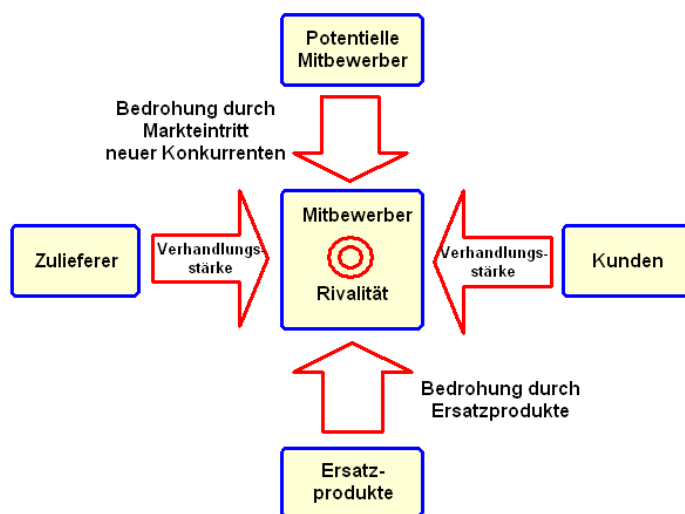 Potentielle
Mitbewerber
Bedrohung durch
Markteintritt
neuer Konkurrenten
Mitbewerber
Rivalität
Zulieferer
Verhandlungs-
stärke
Verhandlungs-
stärke
Kunden
Bedrohung durch
Ersatzprodukte
Ersatz-
produkte